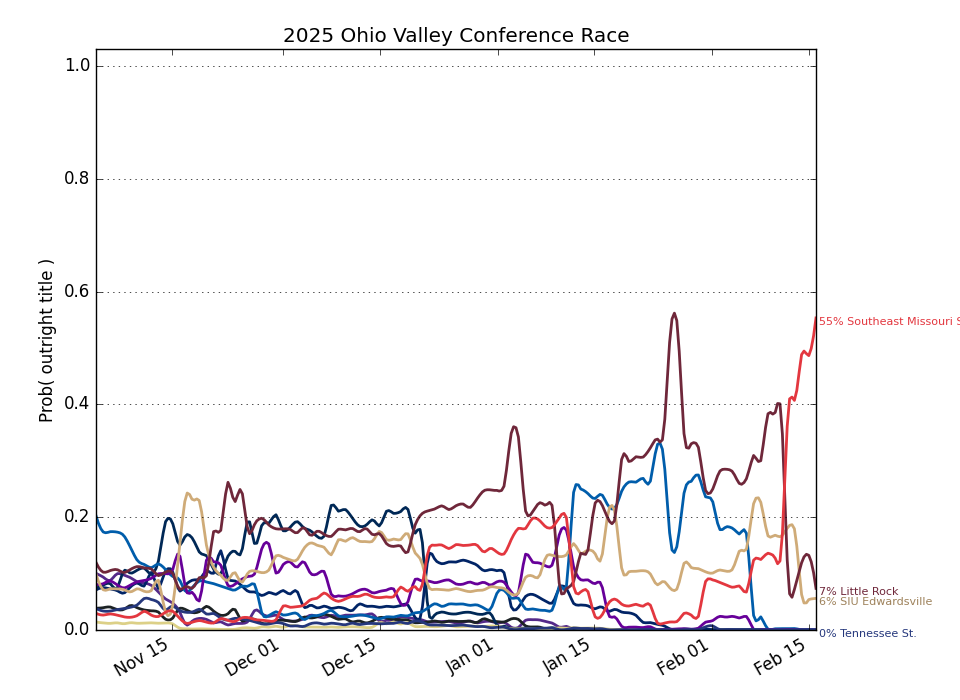 2025 Ohio Valley Conference Race
Prob( outright title )
1.0
0.8
0.6
0.4
0.2
0.0
Nov 15
Dec 01
Dec 15
Jan 01
Jan 15
Feb 01
Feb 15
55% Southeast Missouri S
7% Little Rock
6% SIU Edwardsville
0% Tennessee St.